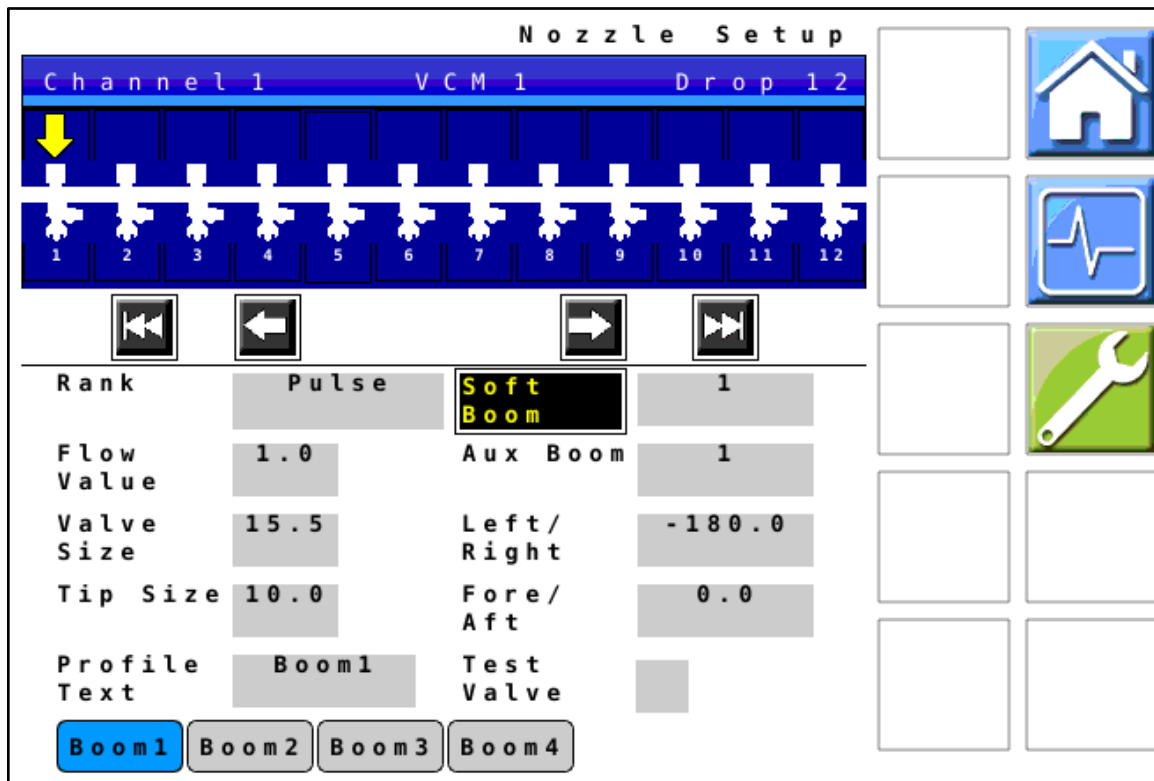 Nozzle Setup
Channel 1 VCM 1 Drop 12
1 2 3 4 5 6 7 8 9 10 11 12
Rank Pulse Soft 1
Boom
Flow 1.0 Aux Boom 1
Value
Valve 15.5 Left/ -180.0
Size Right
Tip Size 10.0 Fore/ 0.0
Aft
Profile Boom1 Test
Text Valve
Boom1 Boom2 Boom3 Boom4